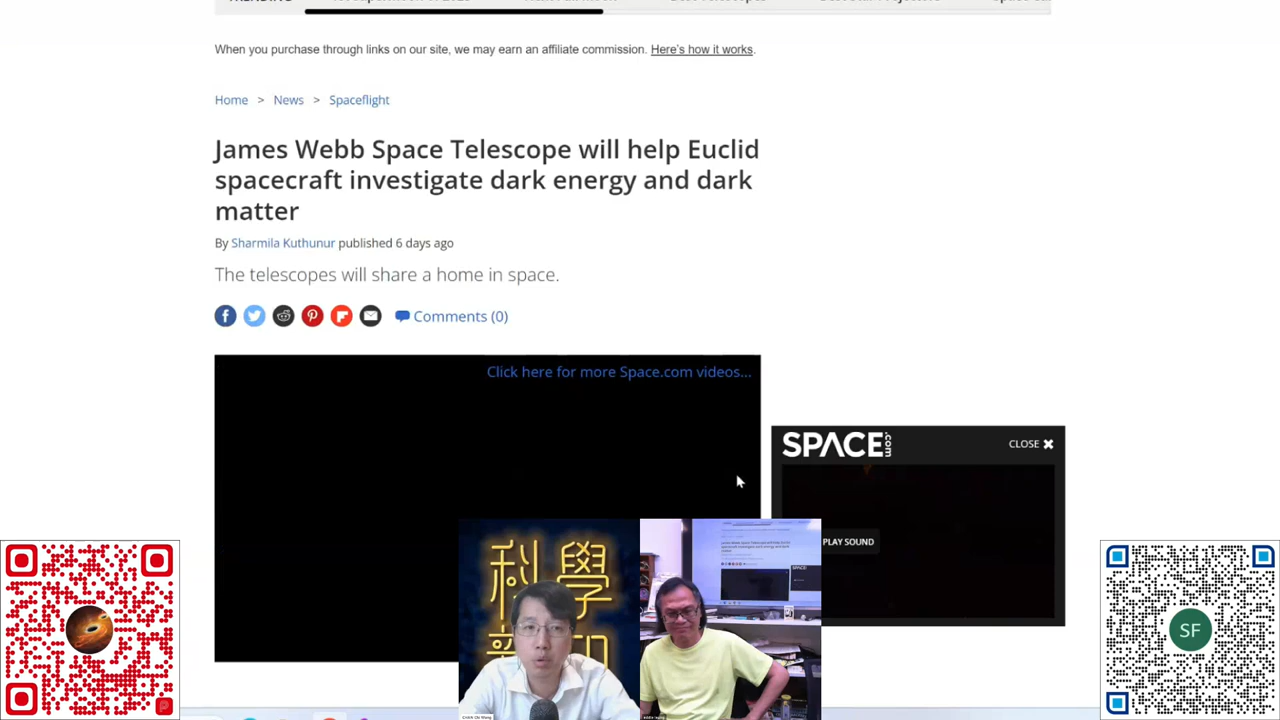 When you purchase through links on our site, we may earn an affiliate commission. Here's how it works.
Home > News > Spaceflight
James Webb Space Telescope will help Euclid
spacecraft investigate dark energy and dark
matter
By Sharmila Kuthunur published 6 days ago
The telescopes will share a home in space.
Comments (0)
Click here for more Space.com videos...
SPACE.com
CLOSE ✖
PLAY SOUND
科學
SF